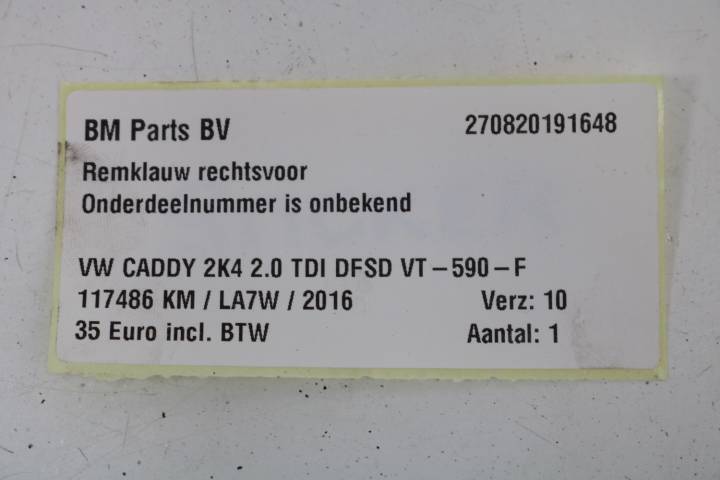 BM Parts BV 270820191648
Remklauw rechtsvoor
Onderdeelnummer is onbekend
VW CADDY 2K4 2.0 TDI DFSD VT-590-F
117486 KM / LA7W / 2016 Verz: 10
35 Euro incl. BTW Aantal: 1